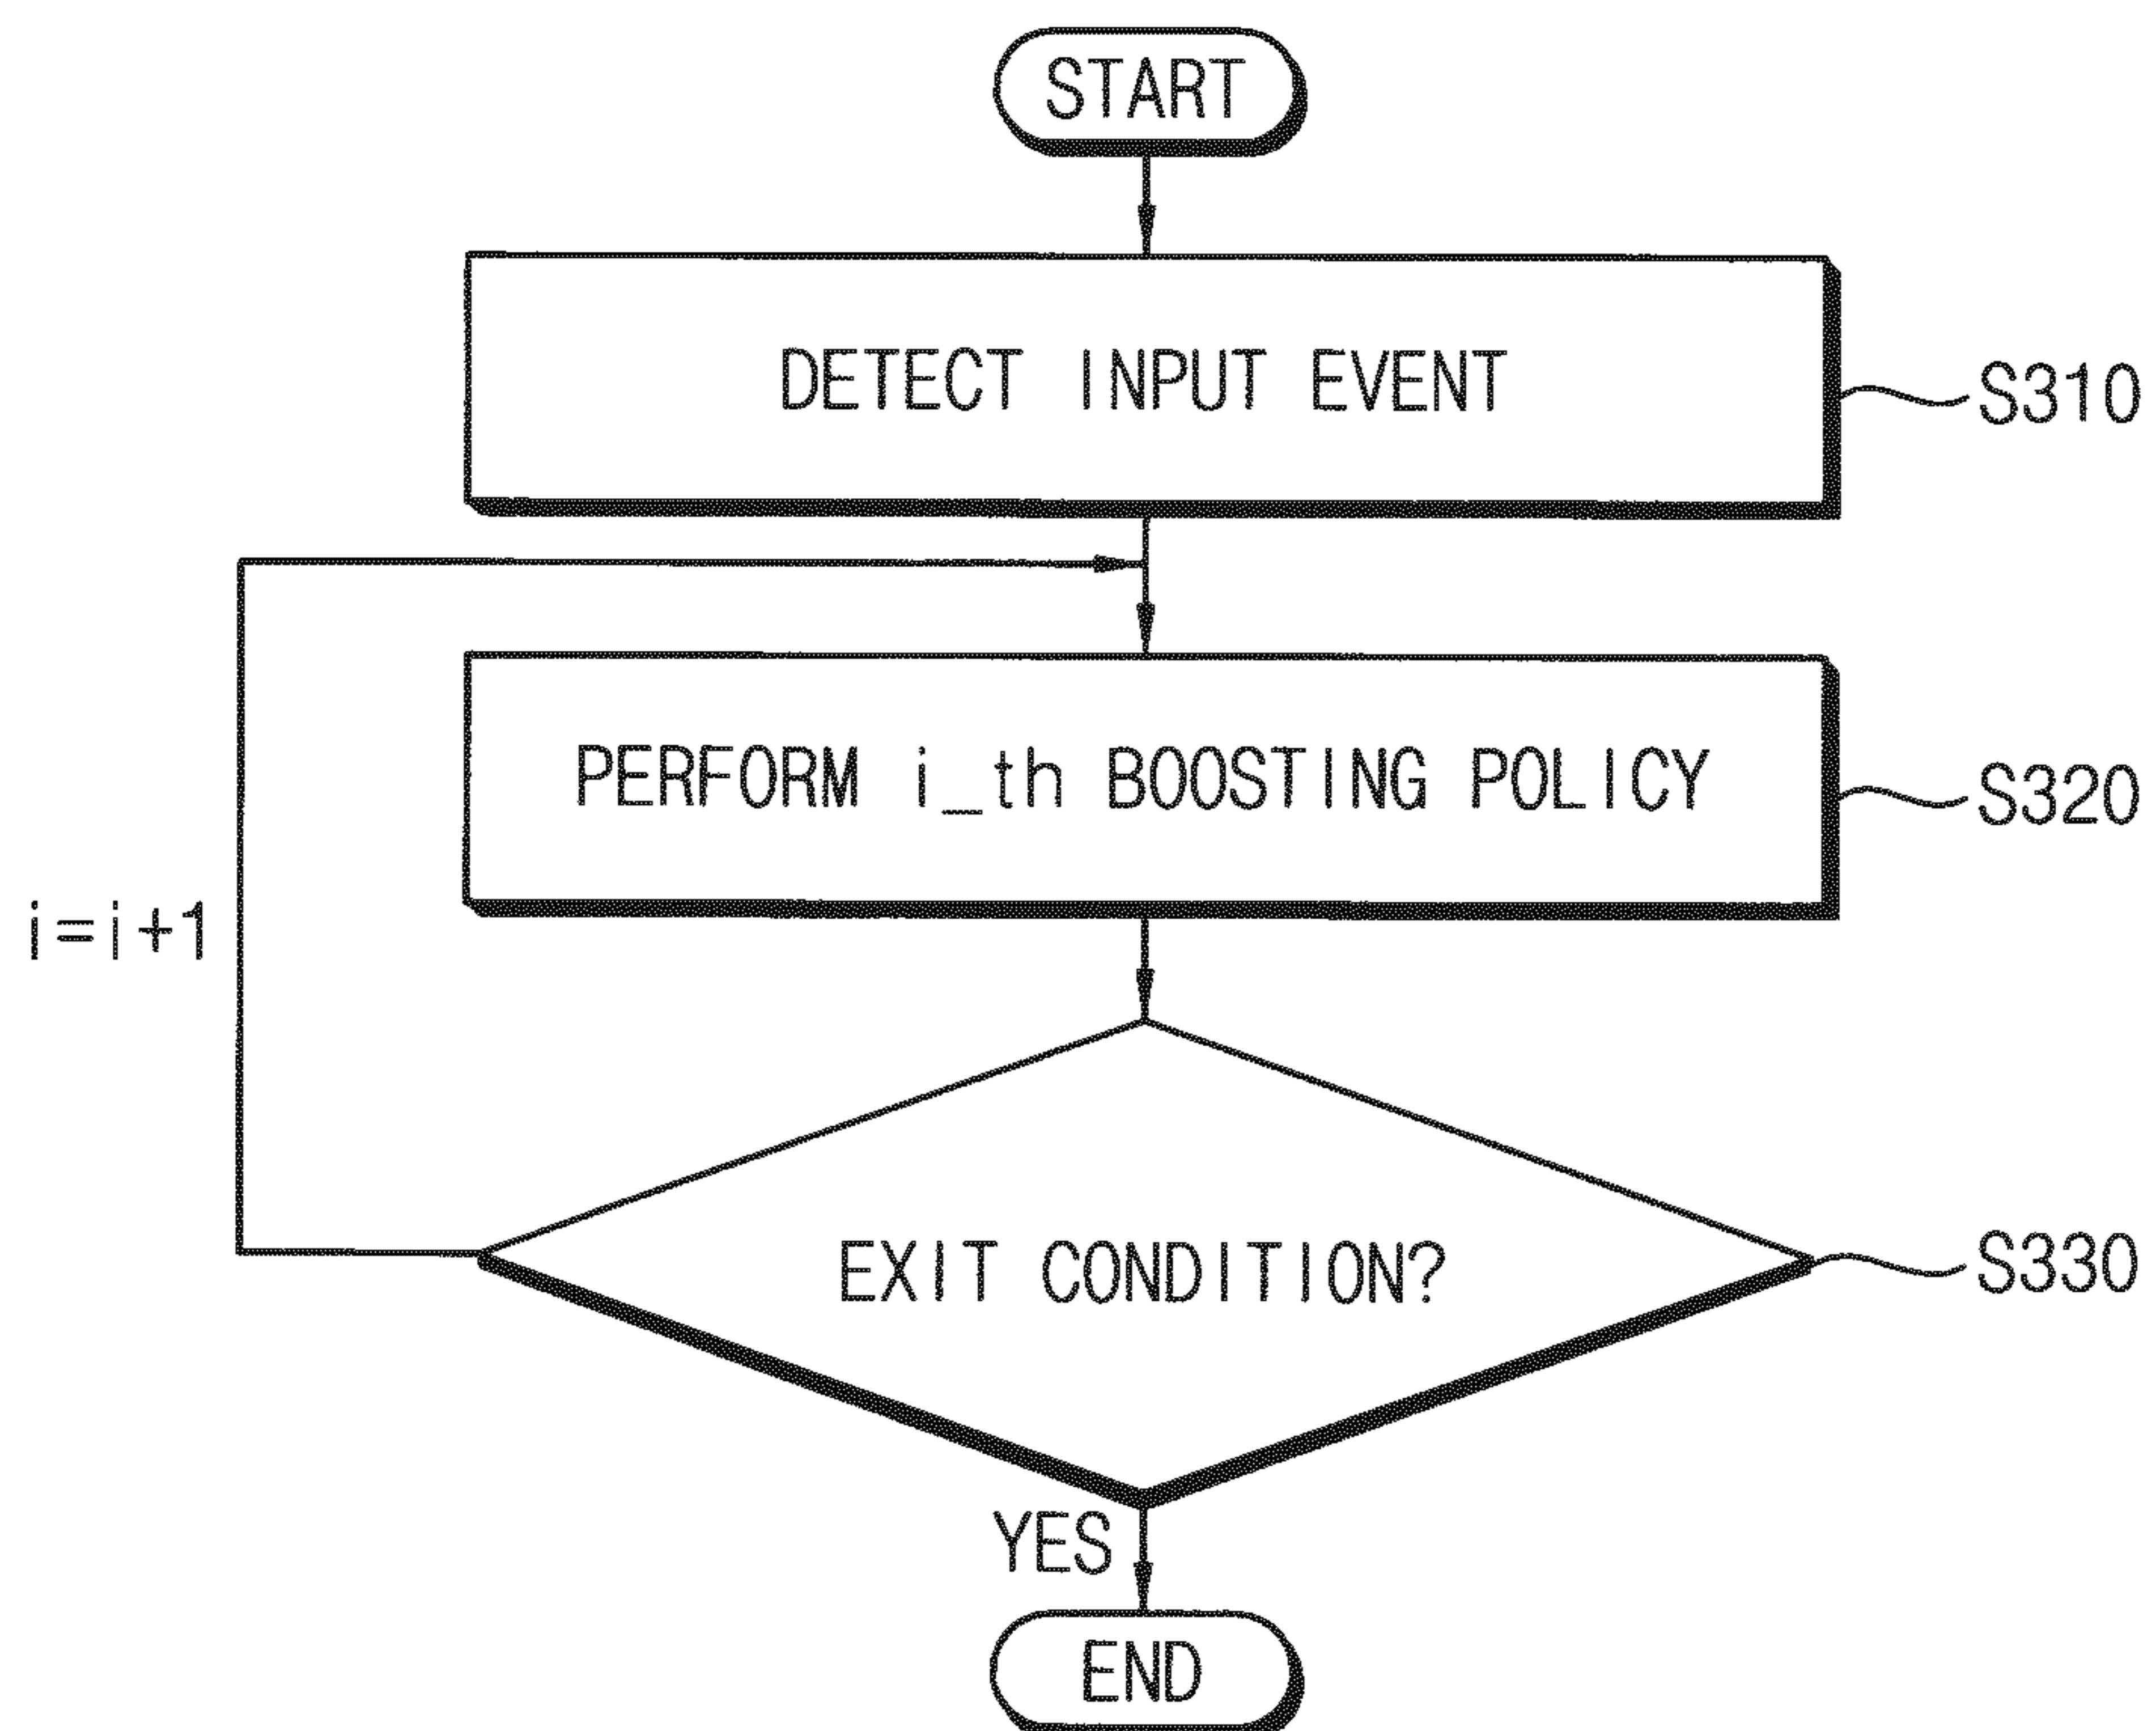 START
DETECT INPUT EVENT
S310
PERFORM i_th BOOSTING POLICY
S320
i=i+1
EXIT CONDITION?
S330
YES
END